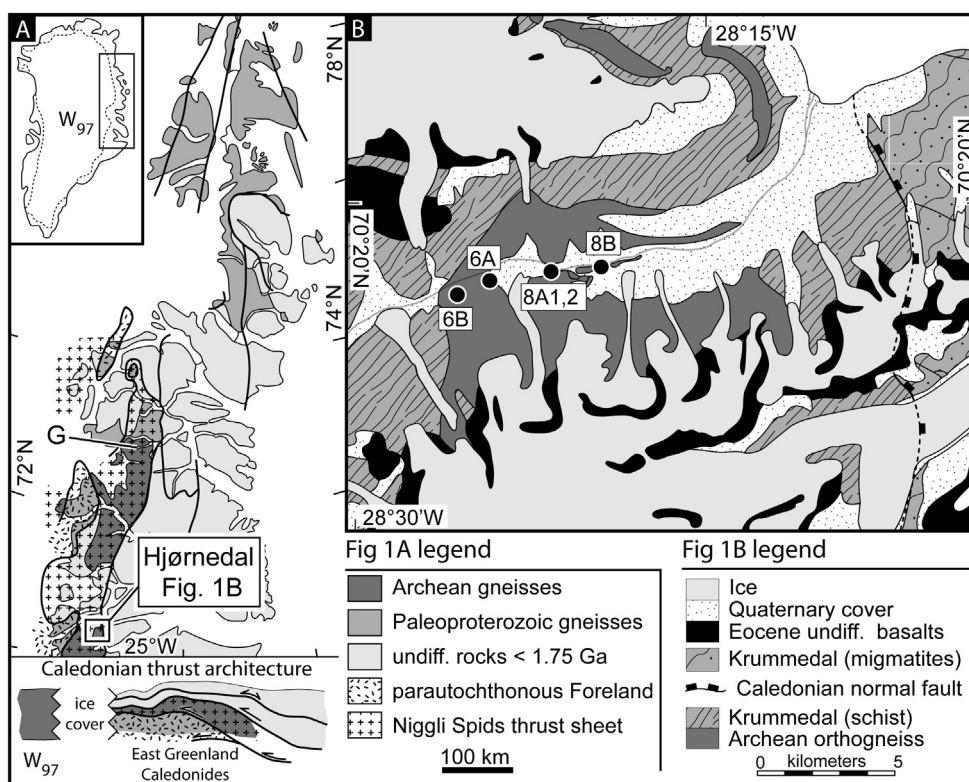 A
W97
78°N
74°N
72°N
G
Hjørnedal
Fig. 1B
25°W
Caledonian thrust architecture
ice
cover
W97
East Greenland
Caledonides
B
28°15'W
70°20'N
70°20'N
6A
6B
8A1,2
8B
28°30'W
Fig 1A legend
Archean gneisses
Paleoproterozoic gneisses
undiff. rocks < 1.75 Ga
parautochthonous Foreland
Niggli Spids thrust sheet
100 km
Fig 1B legend
Ice
Quaternary cover
Eocene undiff. basalts
Krummedal (migmatites)
Caledonian normal fault
Krummedal (schist)
Archean orthogneiss
0 kilometers 5